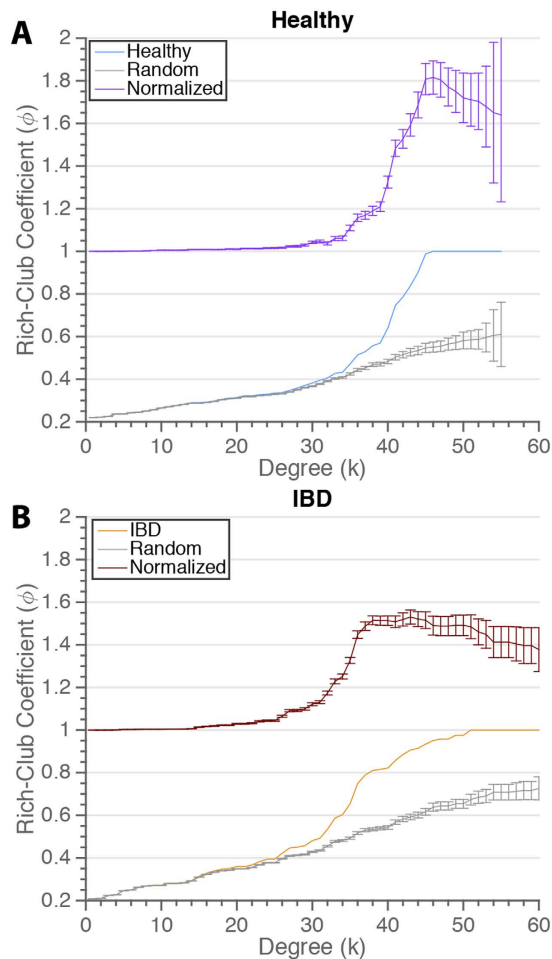 A
Healthy
Rich-Club Coefficient (ϕ)
2
1.8
1.6
1.4
1.2
1
0.8
0.6
0.4
0.2
Healthy
Random
Normalized
0 10 20 30 40 50 60
Degree (k)
B
IBD
Rich-Club Coefficient (ϕ)
2
1.8
1.6
1.4
1.2
1
0.8
0.6
0.4
0.2
IBD
Random
Normalized
0 10 20 30 40 50 60
Degree (k)